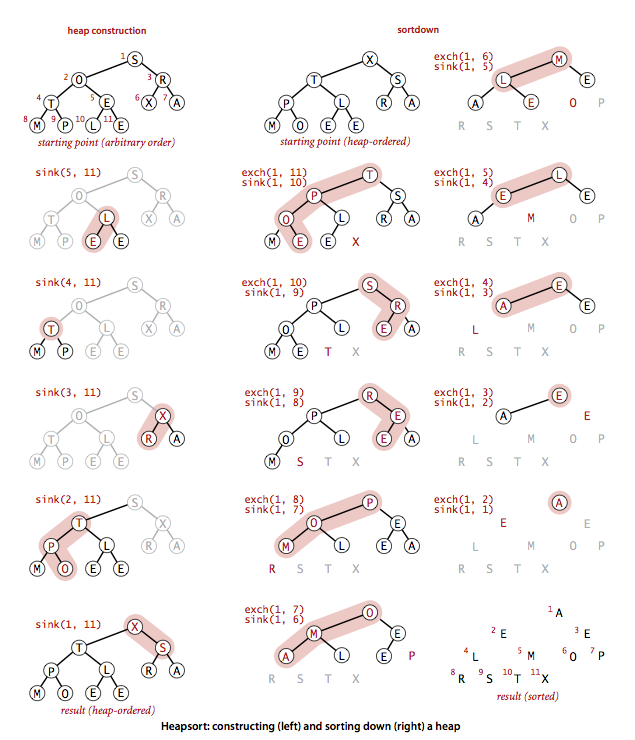 heap construction
1 S
2 O 3 R
4 T 5 E 6 X 7 A
8 M 9 P 10 L 11 E
starting point (arbitrary order)
sink(5, 11)
S
O R
T L X A
M P E E
sink(4, 11)
S
O R
T L X A
M P E E
sink(3, 11)
S
O X
T L R A
M P E E
sink(2, 11)
S
T X
P L R A
M O E E
sink(1, 11)
X
T S
P L R A
M O E E
result (heap-ordered)
sortdown
X
T S
P L R A
M O E E
starting point (heap-ordered)
exch(1, 11)
sink(1, 10)
T
P S
O L R A
M E E X
exch(1, 10)
sink(1, 9)
S
P R
O L E A
M E T X
exch(1, 9)
sink(1, 8)
R
P E
O L E A
M S T X
exch(1, 8)
sink(1, 7)
P
O E
M L E A
R S T X
exch(1, 7)
sink(1, 6)
O
M E
A L E P
R S T X
exch(1, 6)
sink(1, 5)
M
L E
A E O P
R S T X
exch(1, 5)
sink(1, 4)
L
E E
A M O P
R S T X
exch(1, 4)
sink(1, 3)
E
A E
L M O P
R S T X
exch(1, 3)
sink(1, 2)
E
A E
L M O P
R S T X
exch(1, 2)
sink(1, 1)
A
E E
L M O P
R S T X
1 A
2 E 3 E
4 L 5 M 6 O 7 P
8 R 9 S 10 T 11 X
result (sorted)
Heapsort: constructing (left) and sorting down (right) a heap